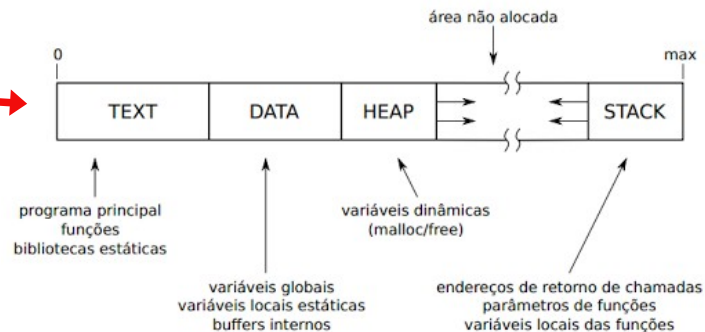 área não alocada
0
max
TEXT
DATA
HEAP
STACK
programa principal
funções
bibliotecas estáticas
variáveis globais
variáveis locais estáticas
buffers internos
variáveis dinâmicas
(malloc/free)
endereços de retorno de chamadas
parâmetros de funções
variáveis locais das funções